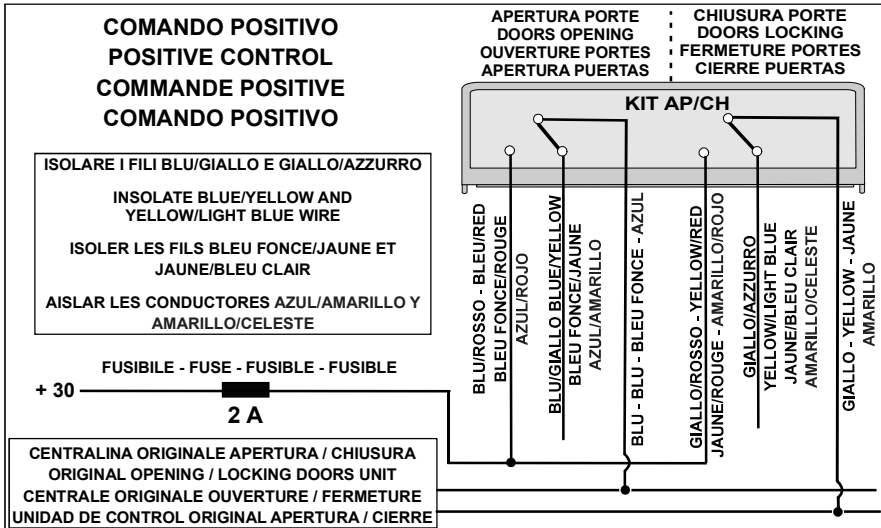 COMANDO POSITIVO
POSITIVE CONTROL
COMMANDE POSITIVE
COMANDO POSITIVO
APERTURA PORTE
DOORS OPENING
OUVERTURE PORTES
APERTURA PUERTAS
CHIUSURA PORTE
DOORS LOCKING
FERMETURE PORTES
CIERRE PUERTAS
KIT AP/CH
ISOLARE I FILI BLU/GIALLO E GIALLO/AZZURRO
INSOLATE BLUE/YELLOW AND
YELLOW/LIGHT BLUE WIRE
ISOLER LES FILS BLEU FONCE/JAUNE ET
JAUNE/BLEU CLAIR
AISLAR LES CONDUCTORES AZUL/AMARILLO Y
AMARILLO/CELESTE
BLU/ROSSO - BLEU/RED
BLEU FONCE/ROUGE
AZUL/ROJO
BLU/GIALLO BLUE/YELLOW
BLEU FONCE/JAUNE
AZUL/AMARILLO
BLU - BLU - BLEU FONCE - AZUL
GIALLO/ROSSO - YELLOW/RED
JAUNE/ROUGE - AMARILLO/ROJO
GIALLO/AZZURRO
YELLOW/LIGHT BLUE
JAUNE/BLEU CLAIR
AMARILLO/CELESTE
GIALLO - YELLOW - JAUNE
AMARILLO
FUSIBILE - FUSE - FUSIBLE - FUSIBLE
+ 30
2 A
CENTRALINA ORIGINALE APERTURA / CHIUSURA
ORIGINAL OPENING / LOCKING DOORS UNIT
CENTRALE ORIGINALE OUVERTURE / FERMETURE
UNIDAD DE CONTROL ORIGINAL APERTURA / CIERRE